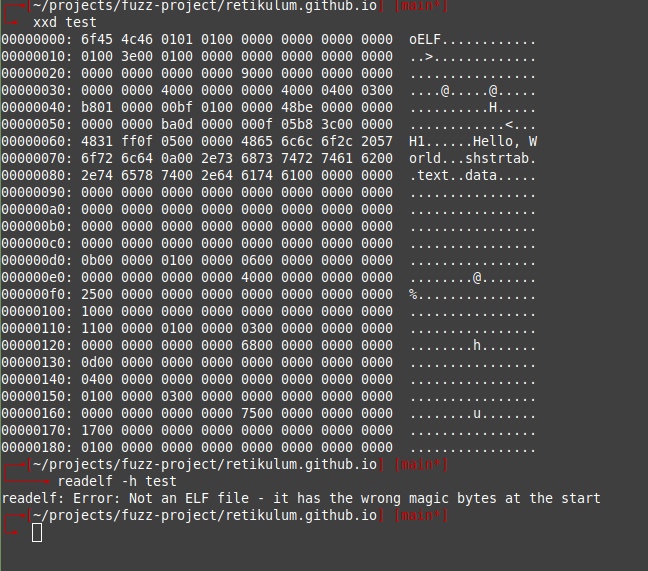 [~/projects/fuzz-project/retikulum.github.io] [main*]
xxd test
00000000: 6f45 4c46 0101 0100 0000 0000 0000 0000  oELF............
00000010: 0100 3e00 0100 0000 0000 0000 0000 0000  ..>.............
00000020: 0000 0000 0000 0000 9000 0000 0000 0000  ................
00000030: 0000 0000 4000 0000 0000 4000 0400 0300  ....@.....@.....
00000040: b801 0000 00bf 0100 0000 48be 0000 0000  ..........H.....
00000050: 0000 0000 ba0d 0000 000f 05b8 3c00 0000  ............<...
00000060: 4831 ff0f 0500 0000 4865 6c6c 6f2c 2057  H1......Hello, W
00000070: 6f72 6c64 0a00 2e73 6873 7472 7461 6200  orld...shstrtab.
00000080: 2e74 6578 7400 2e64 6174 6100 0000 0000  .text..data.....
00000090: 0000 0000 0000 0000 0000 0000 0000 0000  ................
000000a0: 0000 0000 0000 0000 0000 0000 0000 0000  ................
000000b0: 0000 0000 0000 0000 0000 0000 0000 0000  ................
000000c0: 0000 0000 0000 0000 0000 0000 0000 0000  ................
000000d0: 0b00 0000 0100 0000 0600 0000 0000 0000  ................
000000e0: 0000 0000 0000 0000 4000 0000 0000 0000  ........@.......
000000f0: 2500 0000 0000 0000 0000 0000 0000 0000  %...............
00000100: 1000 0000 0000 0000 0000 0000 0000 0000  ................
00000110: 1100 0000 0100 0000 0300 0000 0000 0000  ................
00000120: 0000 0000 0000 0000 6800 0000 0000 0000  ........h.......
00000130: 0d00 0000 0000 0000 0000 0000 0000 0000  ................
00000140: 0400 0000 0000 0000 0000 0000 0000 0000  ................
00000150: 0100 0000 0300 0000 0000 0000 0000 0000  ................
00000160: 0000 0000 0000 0000 7500 0000 0000 0000  ........u.......
00000170: 1700 0000 0000 0000 0000 0000 0000 0000  ................
00000180: 0100 0000 0000 0000 0000 0000 0000 0000  ................
[~/projects/fuzz-project/retikulum.github.io] [main*]
readelf -h test
readelf: Error: Not an ELF file - it has the wrong magic bytes at the start
[~/projects/fuzz-project/retikulum.github.io] [main*]